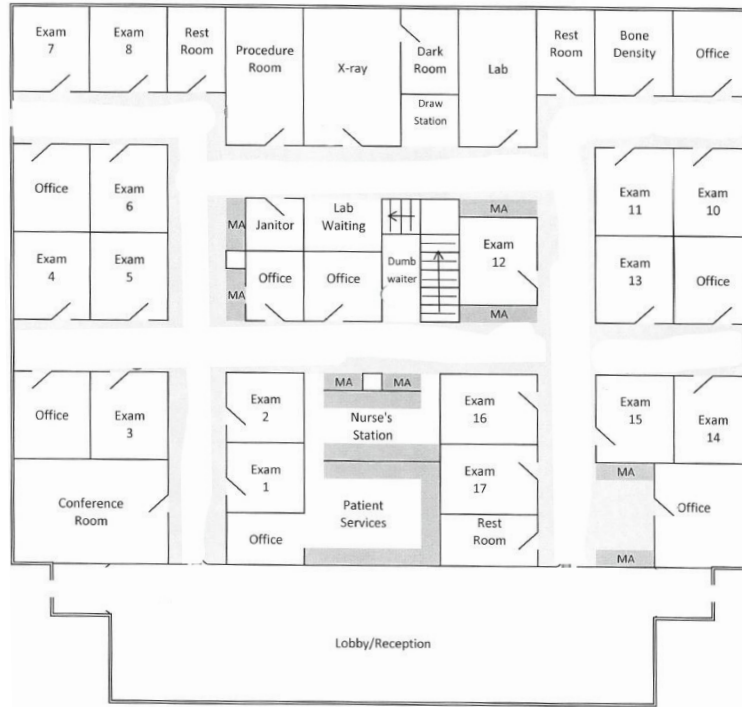 Exam
7
Exam
8
Rest
Room
Procedure
Room
X-ray
Dark
Room
Draw
Station
Lab
Rest
Room
Bone
Density
Office
Office
Exam
6
MA
Janitor
Lab
Waiting
MA
Exam
11
Exam
10
Exam
4
Exam
5
MA
Office
Office
Dumb
waiter
Exam
12
MA
Exam
13
Office
Office
Exam
3
Exam
2
MA
MA
Nurse's
Station
Exam
16
Exam
15
Exam
14
Conference
Room
Exam
1
Office
Patient
Services
Exam
17
Rest
Room
MA
Office
MA
Lobby/Reception